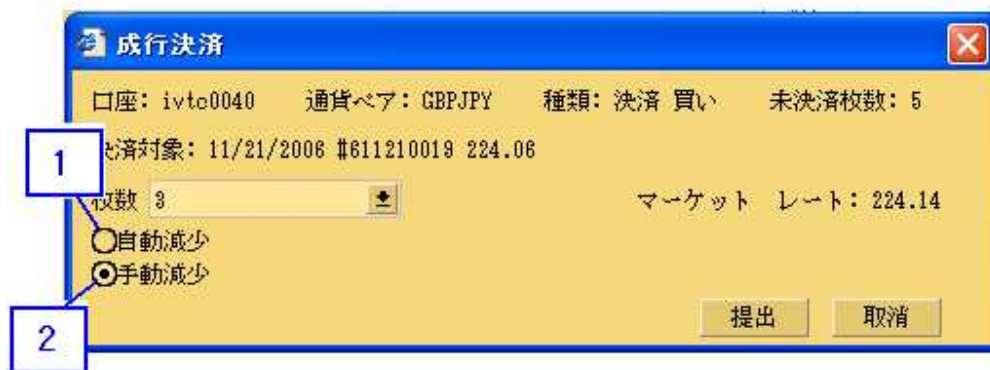 成行決済
口座: ivtc0040 通貨ペア: GBPJPY 種類: 決済 買い 未決済枚数: 5
決済対象: 11/21/2006 #611210019 224.06
枚数 3 マーケット レート: 224.14
1
自動減少
手動減少
提出 取消
2